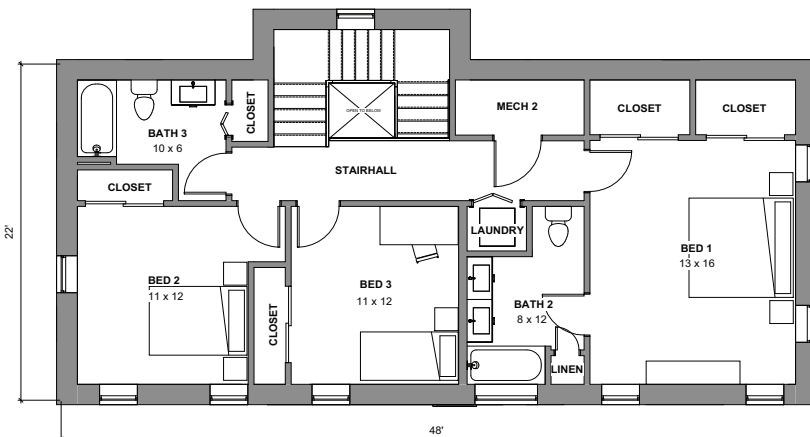 OPEN TO BELOW
CLOSET
MECH 2
CLOSET
CLOSET
BATH 3
10 x 6
STAIRHALL
CLOSET
LAUNDRY
22'
BED 1
13 x 16
BED 2
11 x 12
BED 3
11 x 12
BATH 2
8 x 12
CLOSET
LINEN
48'